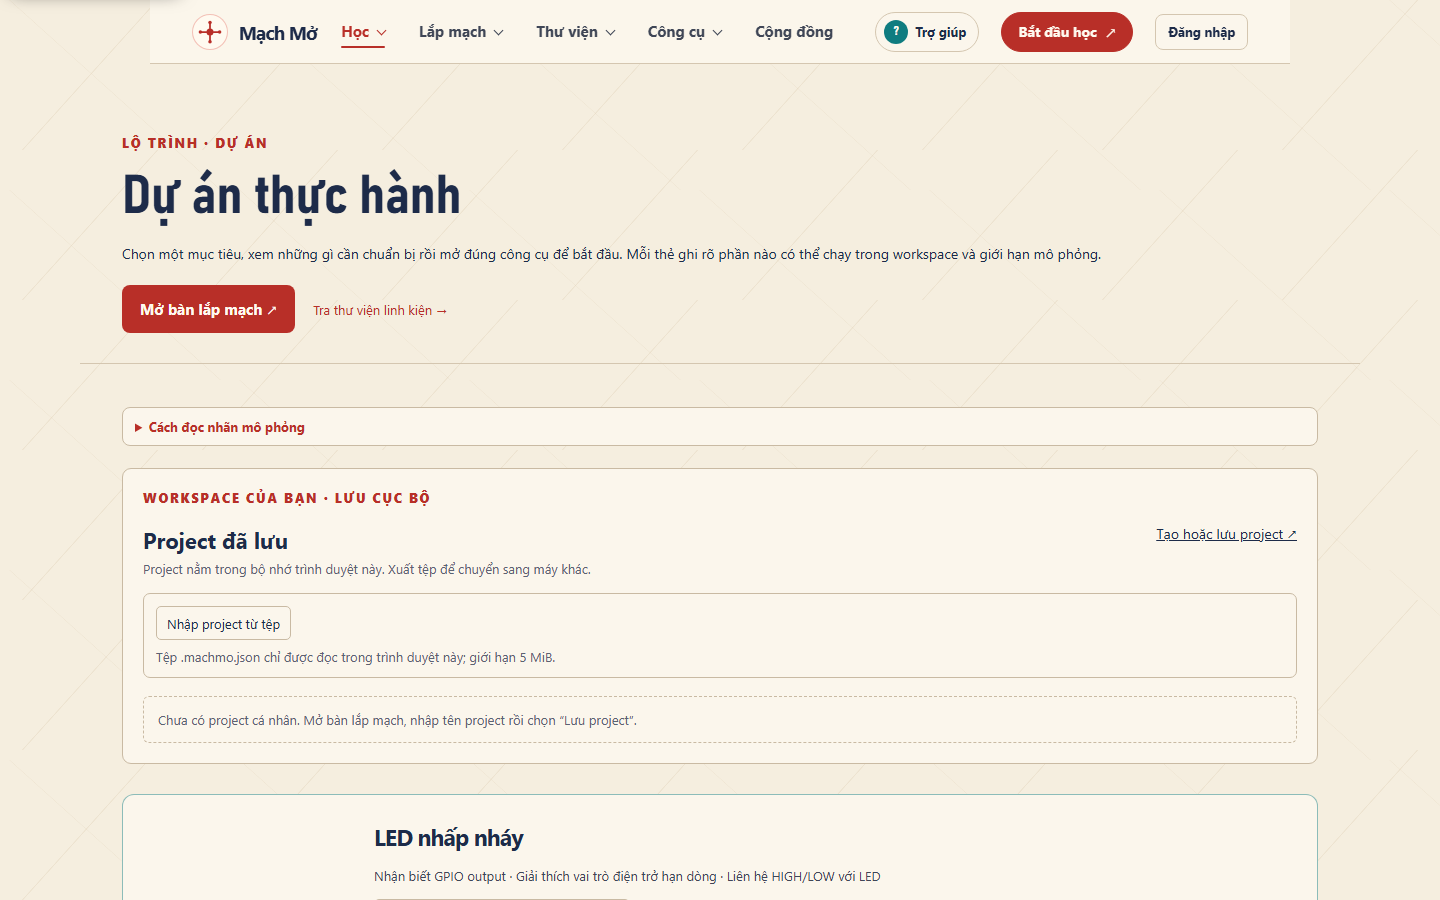 Mạch Mở
Học
Lắp mạch
Thư viện
Công cụ
Cộng đồng
? Trợ giúp
Bắt đầu học ↗
Đăng nhập
LỘ TRÌNH · DỰ ÁN
Dự án thực hành
Chọn một mục tiêu, xem những gì cần chuẩn bị rồi mở đúng công cụ để bắt đầu. Mỗi thẻ ghi rõ phần nào có thể chạy trong workspace và giới hạn mô phỏng.
Mở bàn lắp mạch ↗
Tra thư viện linh kiện →
▶ Cách đọc nhãn mô phỏng
WORKSPACE CỦA BẠN · LƯU CỤC BỘ
Project đã lưu
Tạo hoặc lưu project ↗
Project nằm trong bộ nhớ trình duyệt này. Xuất tệp để chuyển sang máy khác.
Nhập project từ tệp
Tệp .machmo.json chỉ được đọc trong trình duyệt này; giới hạn 5 MiB.
Chưa có project cá nhân. Mở bàn lắp mạch, nhập tên project rồi chọn “Lưu project”.
LED nhấp nháy
Nhận biết GPIO output · Giải thích vai trò điện trở hạn dòng · Liên hệ HIGH/LOW với LED